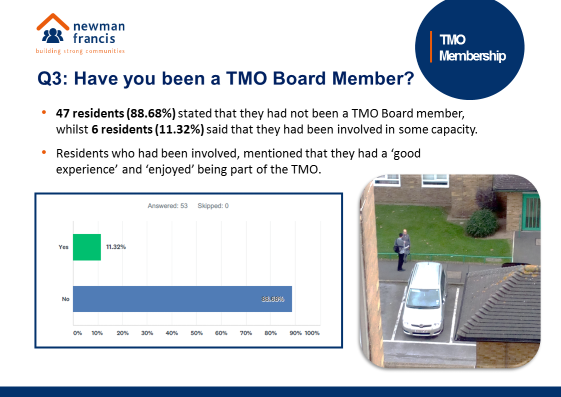 newman
francis
building strong communities
TMO
Membership
Q3: Have you been a TMO Board Member?
• 47 residents (88.68%) stated that they had not been a TMO Board member,
whilst 6 residents (11.32%) said that they had been involved in some capacity.
• Residents who had been involved, mentioned that they had a ‘good
experience’ and ‘enjoyed’ being part of the TMO.
Answered: 53 Skipped: 0
Yes 11.32%
No 88.68%
0% 10% 20% 30% 40% 50% 60% 70% 80% 90% 100%